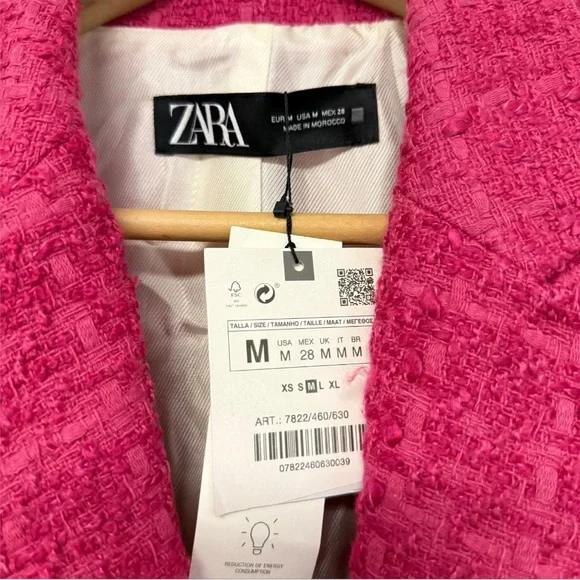 ZARA
EUR M USA M MEX 28
MADE IN MOROCCO
FSC
TALLA / SIZE / TAMANHO / TAILLE / MAAT / ΜΕΓΕΘΟΣ
M
USA MEX UK IT BR
M 28 M M M
XS S M L XL
ART.: 7822/460/630
07822460630039
REDUCTION OF ENERGY
CONSUMPTION